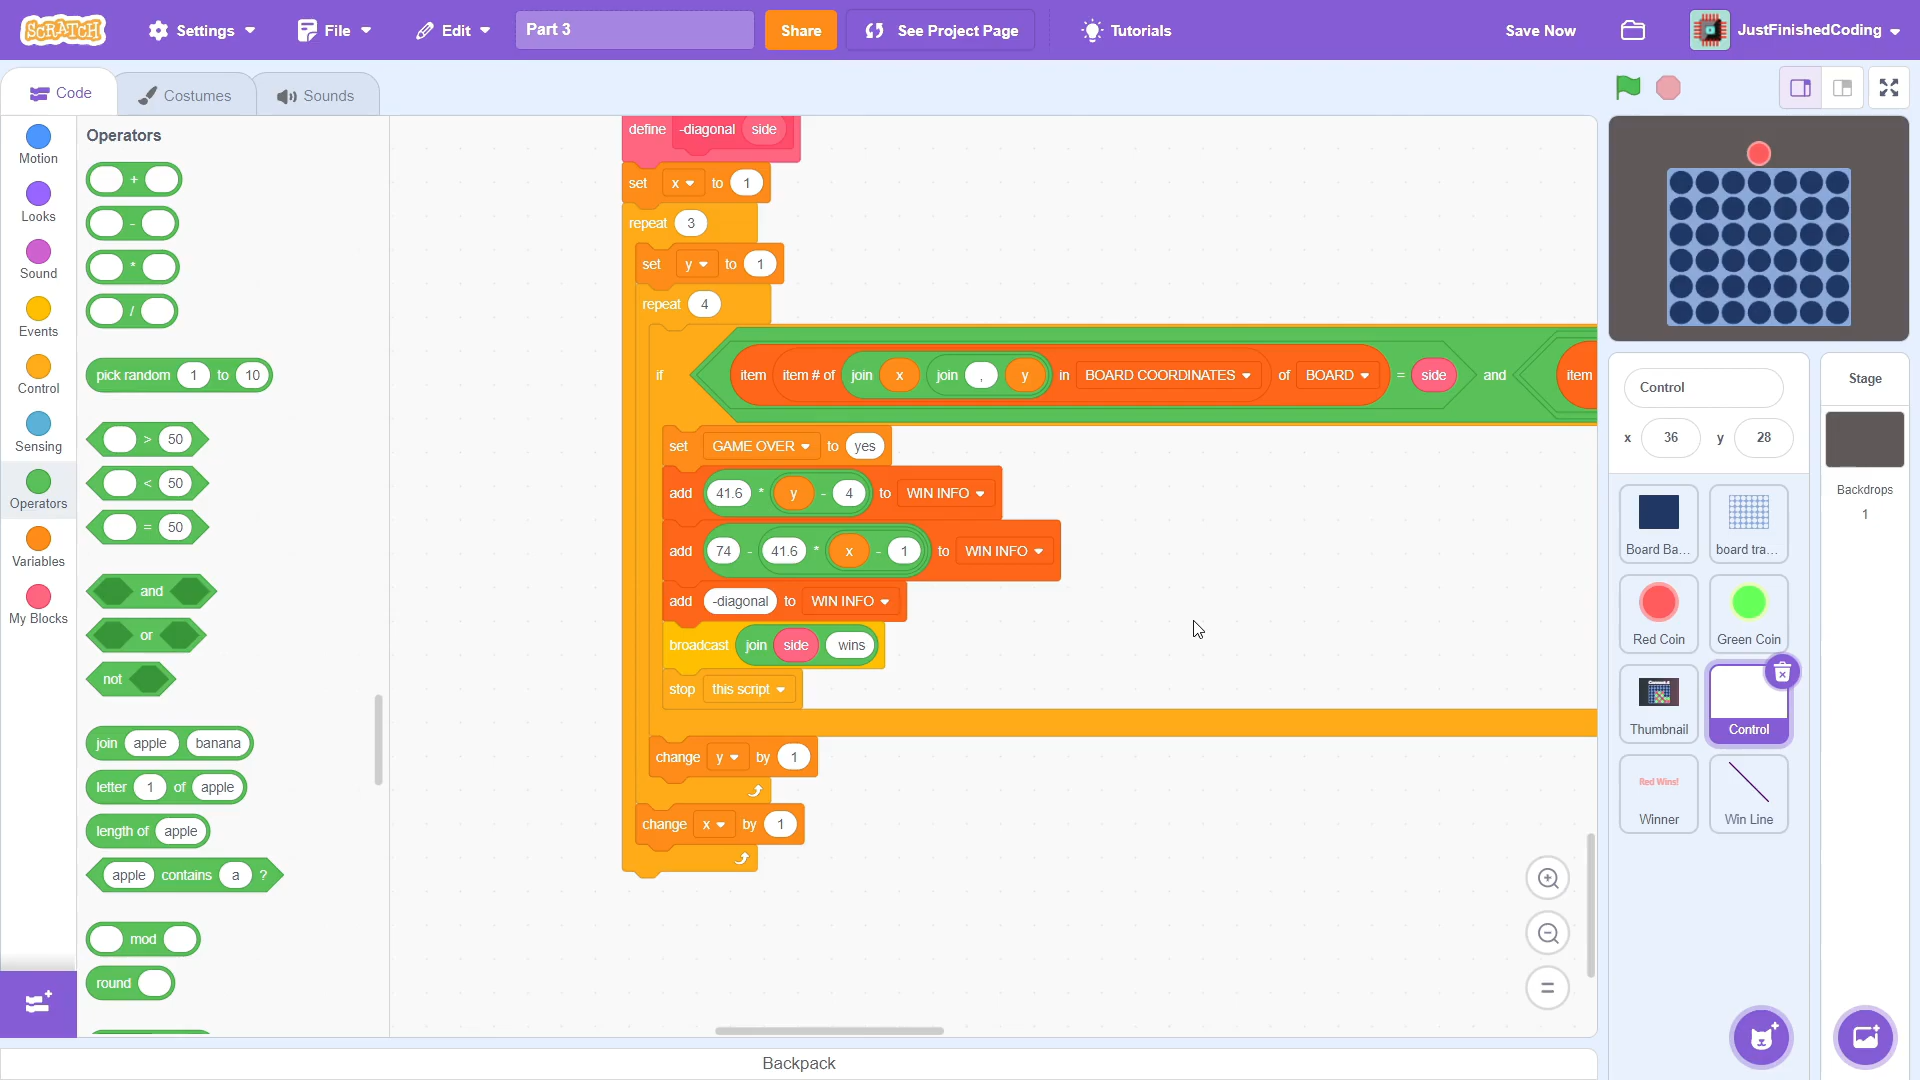 SCRATCH Settings File Edit Part 3 Share See Project Page Tutorials Save Now JustFinishedCoding
Code Costumes Sounds
Motion
Looks
Sound
Events
Control
Sensing
Operators
Variables
My Blocks
Operators
+
-
*
/
pick random 1 to 10
> 50
< 50
= 50
and
or
not
join apple banana
letter 1 of apple
length of apple
apple contains a ?
mod
round
define -diagonal side
set x to 1
repeat 3
set y to 1
repeat 4
if item item # of join x join , y in BOARD COORDINATES of BOARD = side and item
set GAME OVER to yes
add 41.6 * y - 4 to WIN INFO
add 74 - 41.6 * x - 1 to WIN INFO
add -diagonal to WIN INFO
broadcast join side wins
stop this script
change y by 1
change x by 1
Backpack
Control
x 36 y 28
Board Ba... board tra...
Red Coin Green Coin
Thumbnail Control
Red Wins!
Winner Win Line
Stage
Backdrops
1